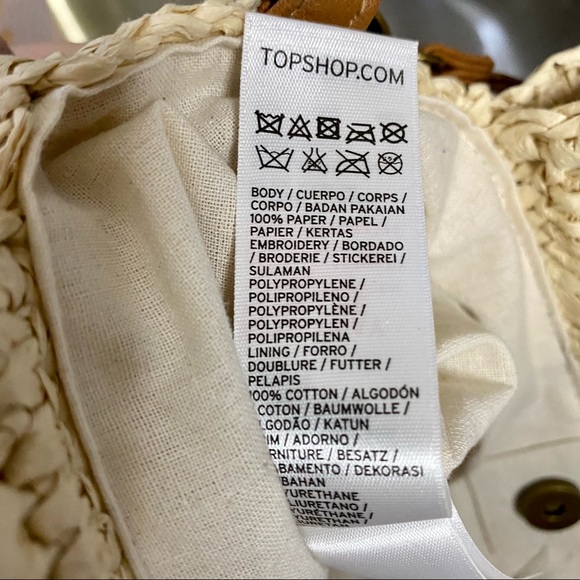 TOPSHOP.COM
BODY / CUERPO / CORPS /
CORPO / BADAN PAKAIAN
100% PAPER / PAPEL /
PAPIER / KERTAS
EMBROIDERY / BORDADO
/ BRODERIE / STICKEREI /
SULAMAN
POLYPROPYLENE /
POLIPROPILENO /
POLYPROPYLÈNE /
POLYPROPYLEN /
POLIPROPILENA
LINING / FORRO /
DOUBLURE / FUTTER /
PELAPIS
100% COTTON / ALGODÓN
/ COTON / BAUMWOLLE /
ALGODÃO / KATUN
/ ADORNO /
/ BESATZ /
/ DEKORASI